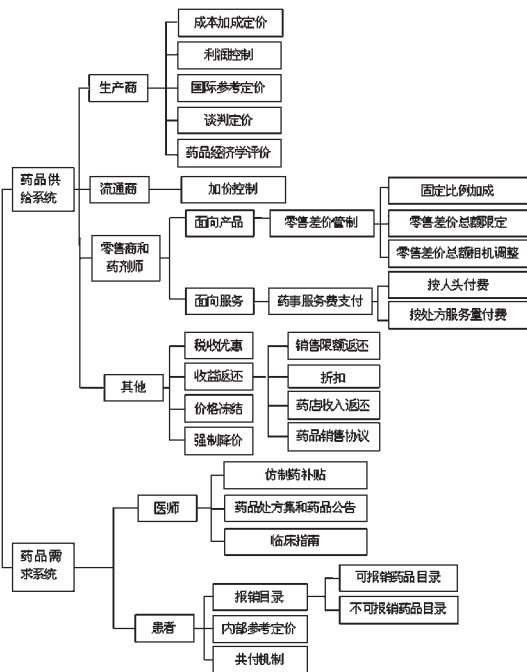 成本加成定价
利润控制
生产商
国际参考定价
谈判定价
药品经济学评价
药品供
给系统
流通商
加价控制
固定比例加成
面向产品
零售差价管制
零售差价总额限定
零售商和
药剂师
零售差价总额相机调整
按人头付费
面向服务
药事服务费支付
按处方服务量付费
税收优惠
销售限额返还
其他
收益返还
折扣
价格冻结
药店收入返还
强制降价
药品销售协议
仿制药补贴
医师
药品处方集和药品公告
临床指南
药品需
求系统
可报销药品目录
报销目录
不可报销药品目录
患者
内部参考定价
共付机制